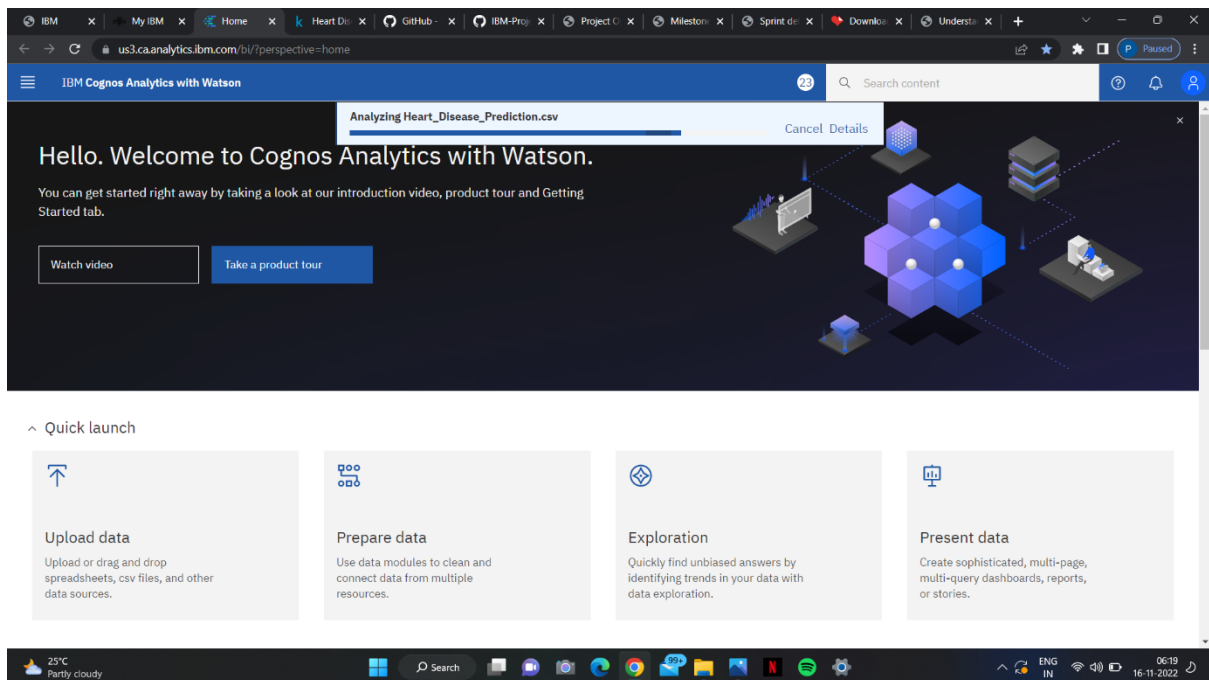 IBM
My IBM
Home
Heart Dis
GitHub -
IBM-Proj
Project O
Milestone
Sprint del
Downloa
Understa
us3.ca.analytics.ibm.com/bi/?perspective=home
P Paused
IBM Cognos Analytics with Watson
23
Search content
Analyzing Heart_Disease_Prediction.csv
Cancel Details
Hello. Welcome to Cognos Analytics with Watson.
You can get started right away by taking a look at our introduction video, product tour and Getting
Started tab.
Watch video
Take a product tour
Quick launch
Upload data
Upload or drag and drop
spreadsheets, csv files, and other
data sources.
Prepare data
Use data modules to clean and
connect data from multiple
resources.
Exploration
Quickly find unbiased answers by
identifying trends in your data with
data exploration.
Present data
Create sophisticated, multi-page,
multi-query dashboards, reports,
or stories.
25°C
Partly cloudy
Search
99+
N
ENG
IN
06:19
16-11-2022